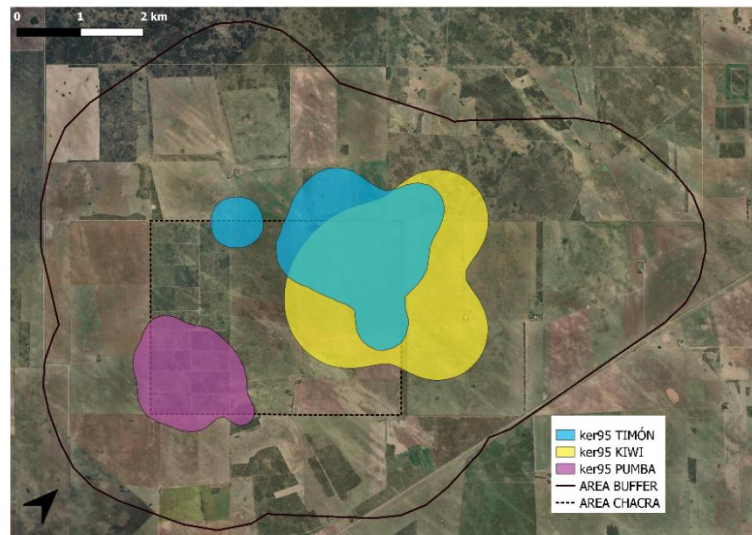 0 1 2 km
ker95 TIMÓN
ker95 KIWI
ker95 PUMBA
AREA BUFFER
AREA CHACRA